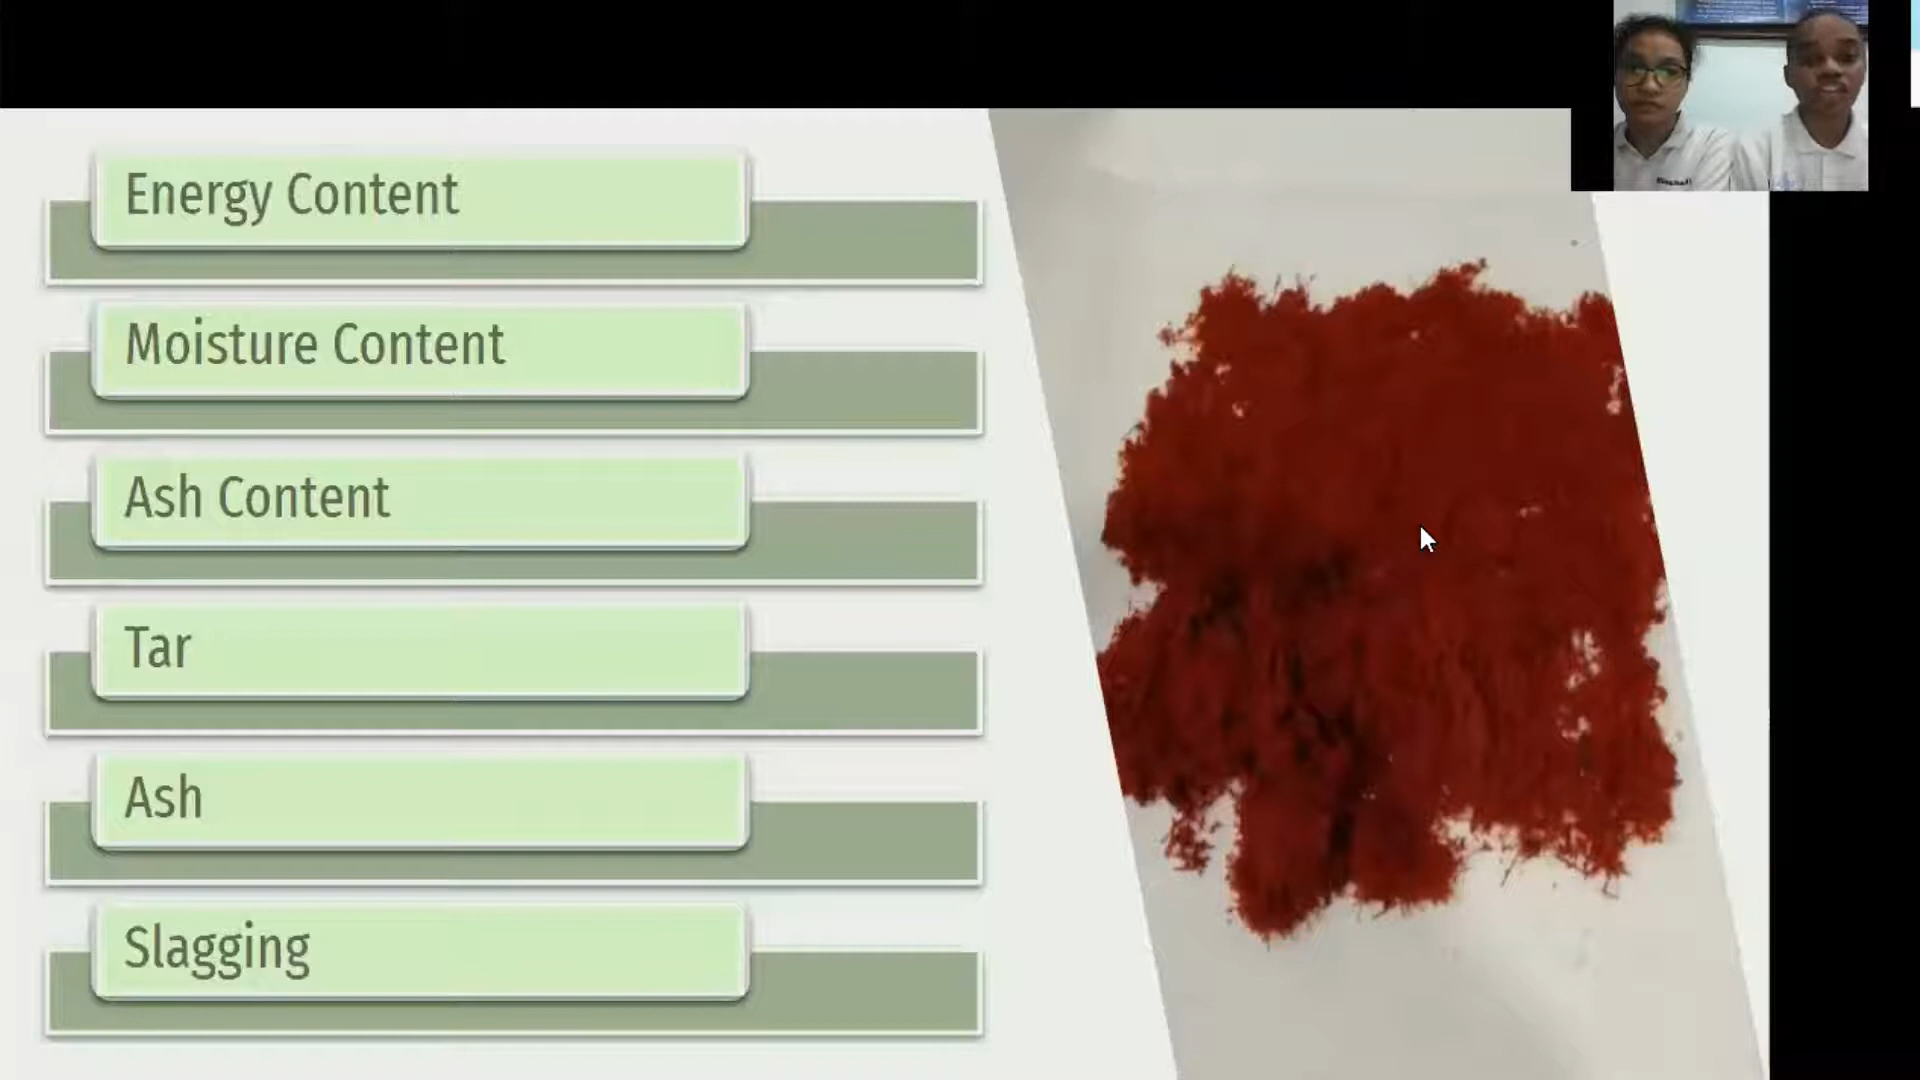 Energy Content
Moisture Content
Ash Content
Tar
Ash
Slagging